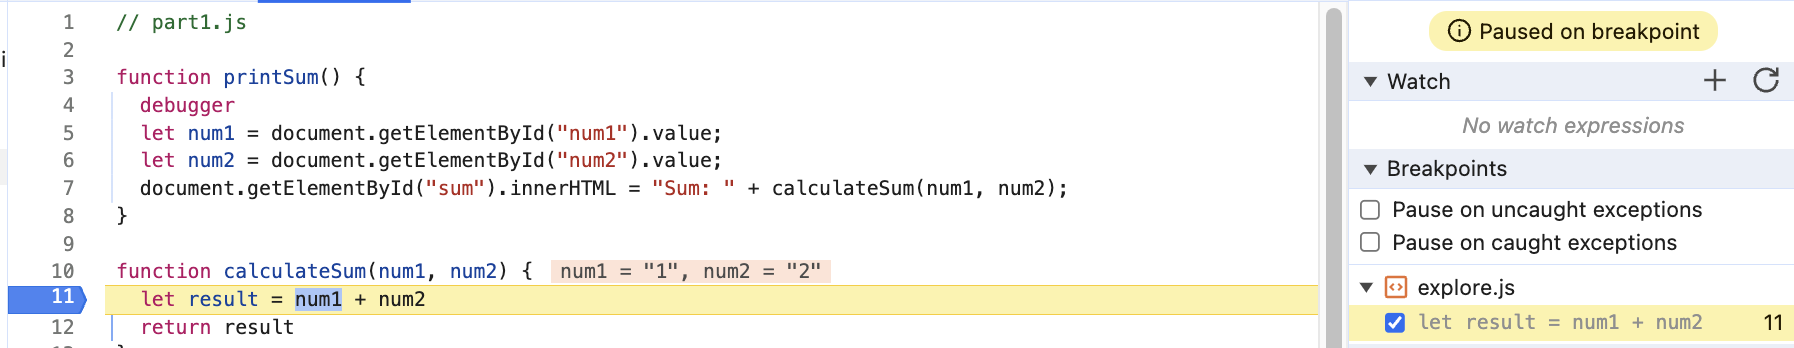 1 // part1.js
2
3 function printSum() {
4 debugger
5 let num1 = document.getElementById("num1").value;
6 let num2 = document.getElementById("num2").value;
7 document.getElementById("sum").innerHTML = "Sum: " + calculateSum(num1, num2);
8 }
9
10 function calculateSum(num1, num2) { num1 = "1", num2 = "2"
11 let result = num1 + num2
12 return result
Paused on breakpoint
Watch
No watch expressions
Breakpoints
Pause on uncaught exceptions
Pause on caught exceptions
explore.js
let result = num1 + num2 11